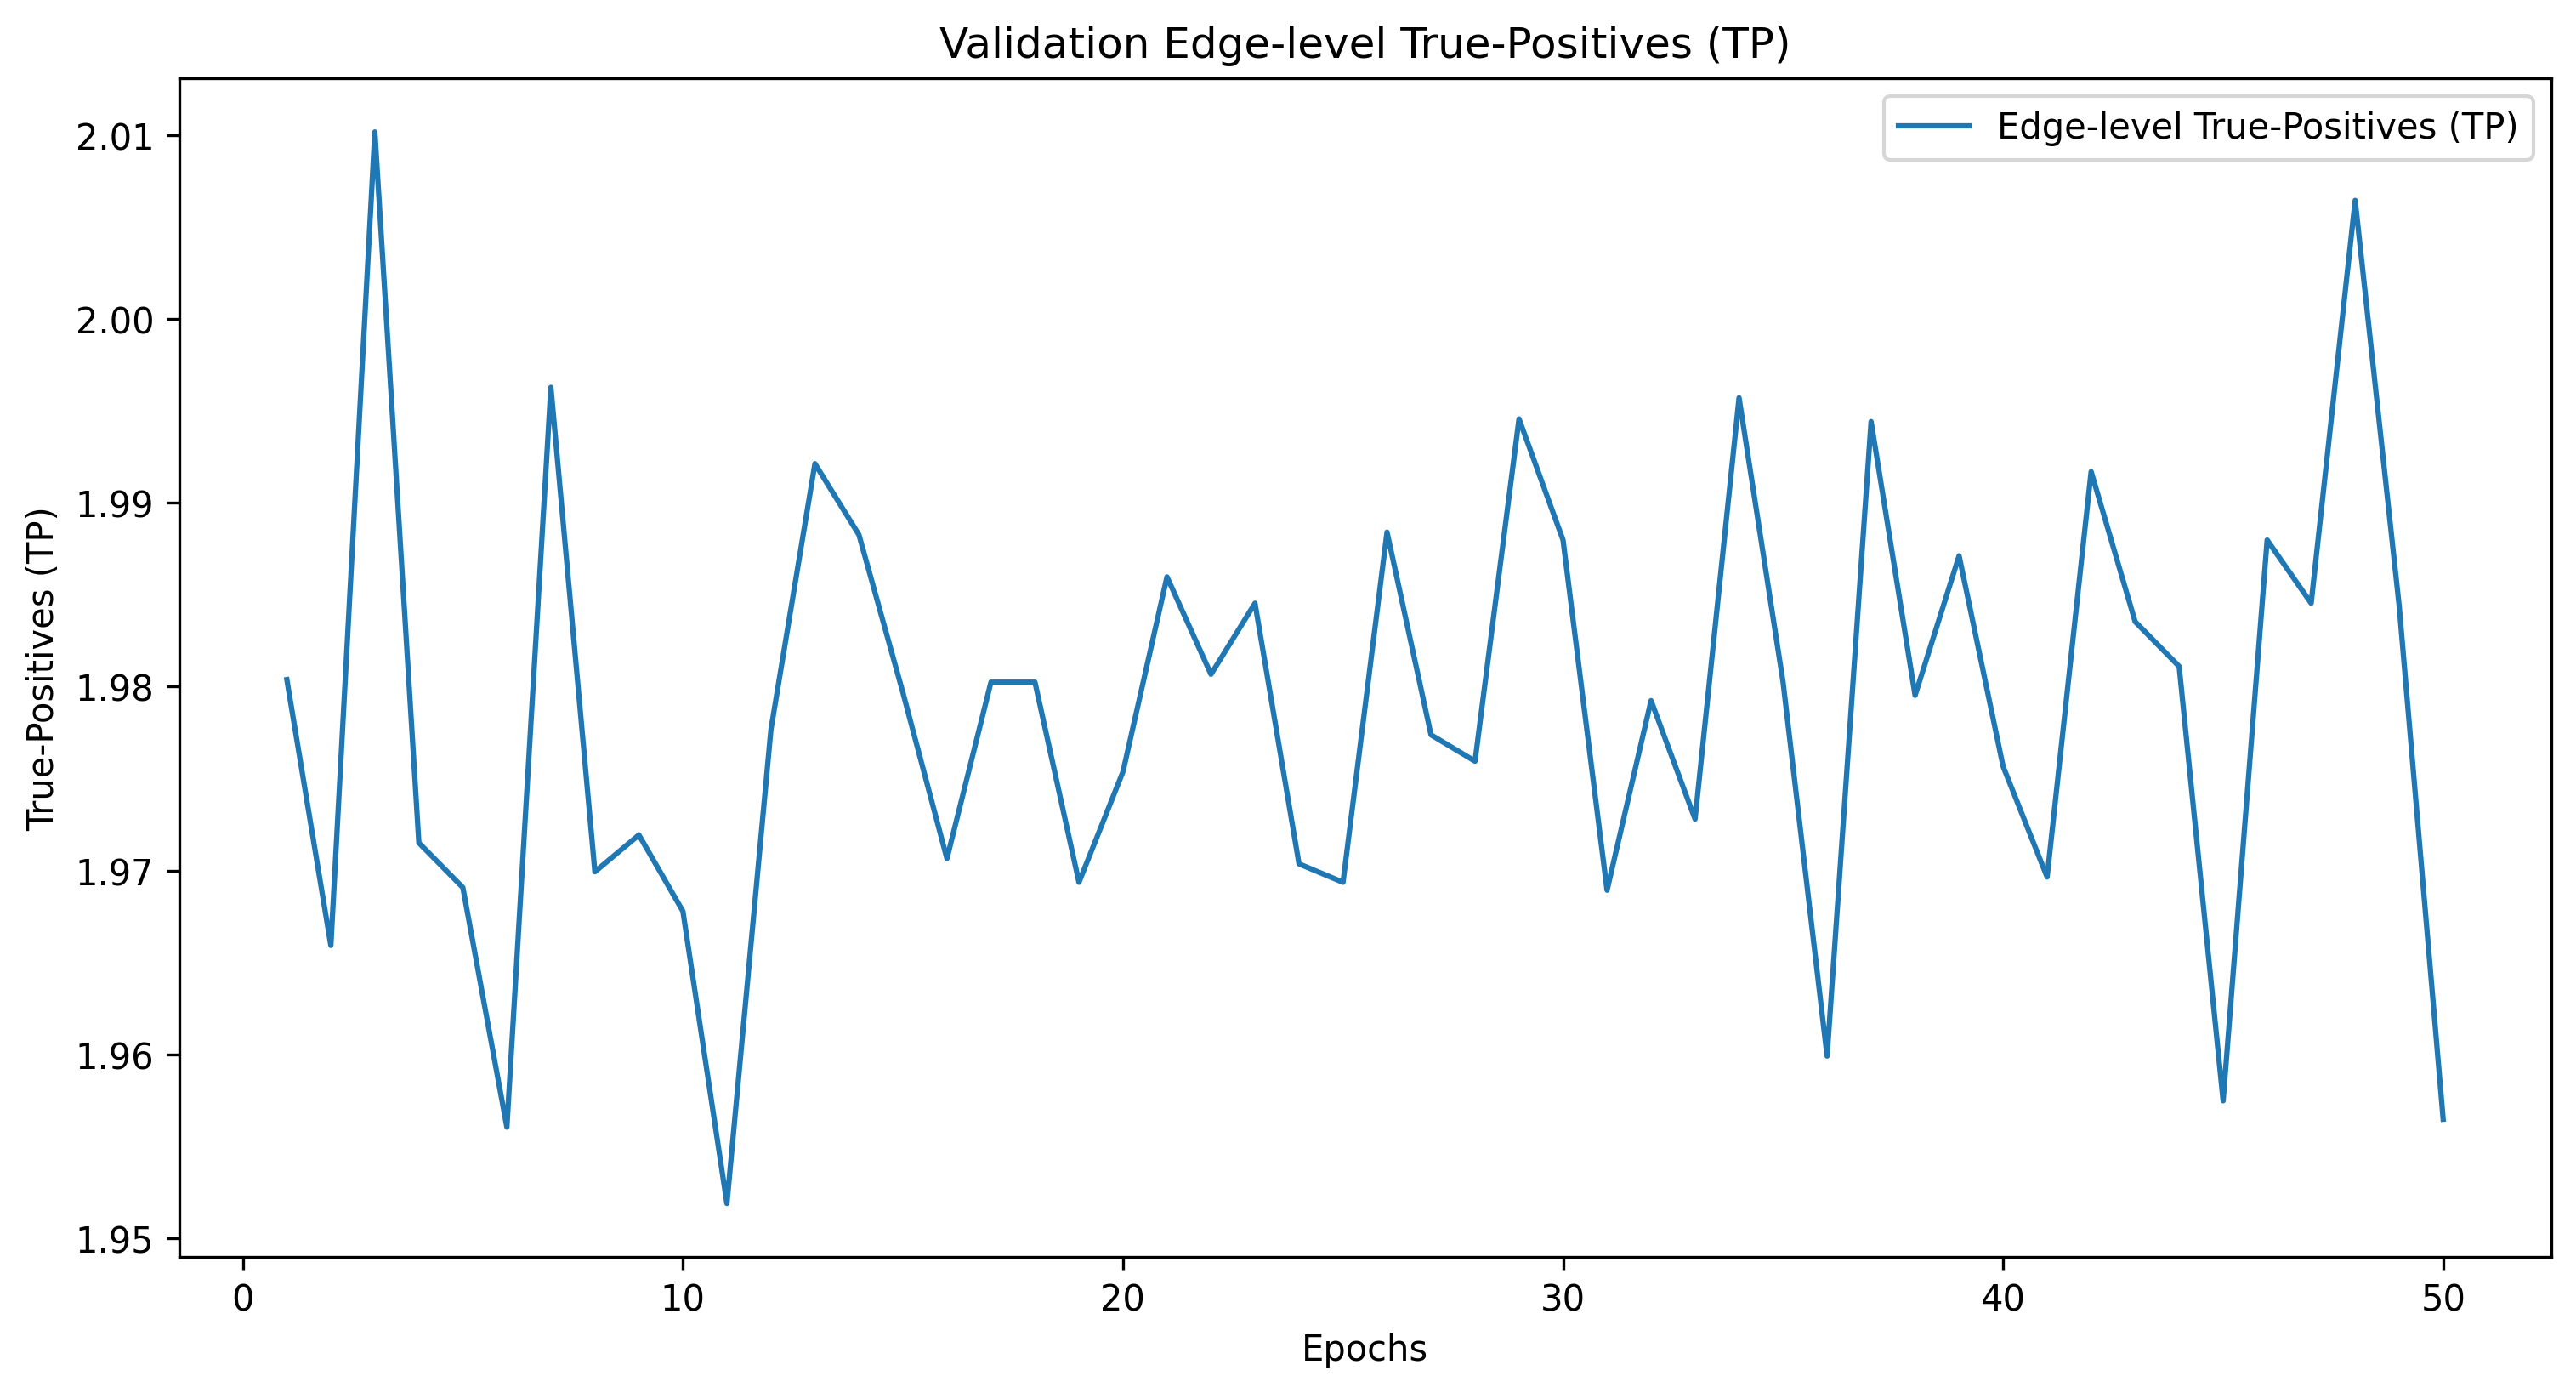 Validation Edge-level True-Positives (TP)
Edge-level True-Positives (TP)
True-Positives (TP)
2.01
2.00
1.99
1.98
1.97
1.96
1.95
0 10 20 30 40 50
Epochs